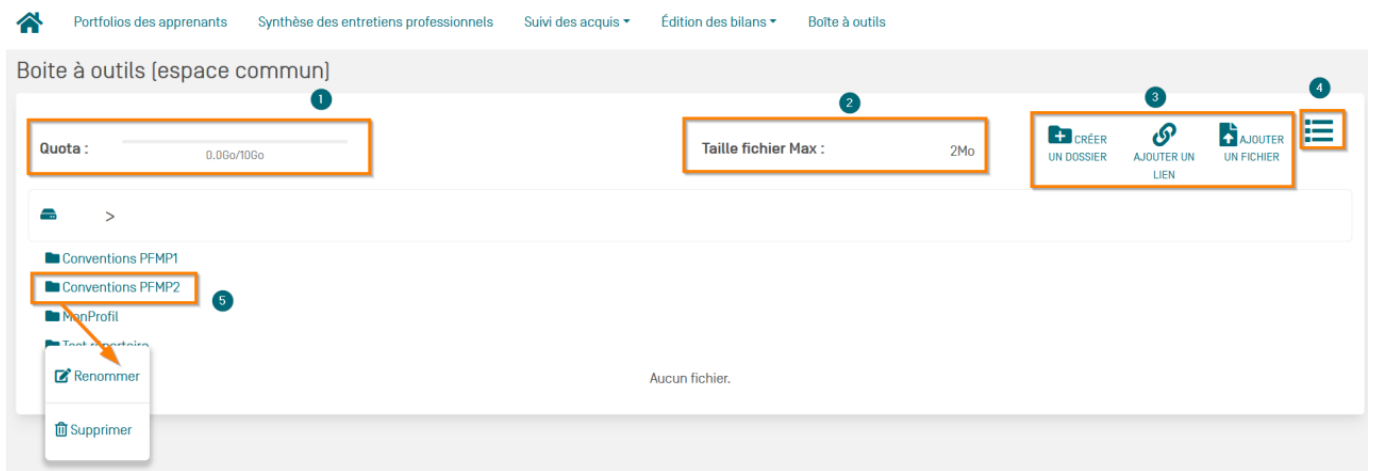 Portfolios des apprenants Synthèse des entretiens professionnels Suivi des acquis Édition des bilans Boîte à outils
Boite à outils (espace commun)
1
2
3
4
Quota :
0.0Go/10Go
Taille fichier Max :
2Mo
CRÉER
UN DOSSIER
AJOUTER UN
LIEN
AJOUTER
UN FICHIER
>
Conventions PFMP1
Conventions PFMP2
5
MonProfil
Test répertoire
Renommer
Supprimer
Aucun fichier.